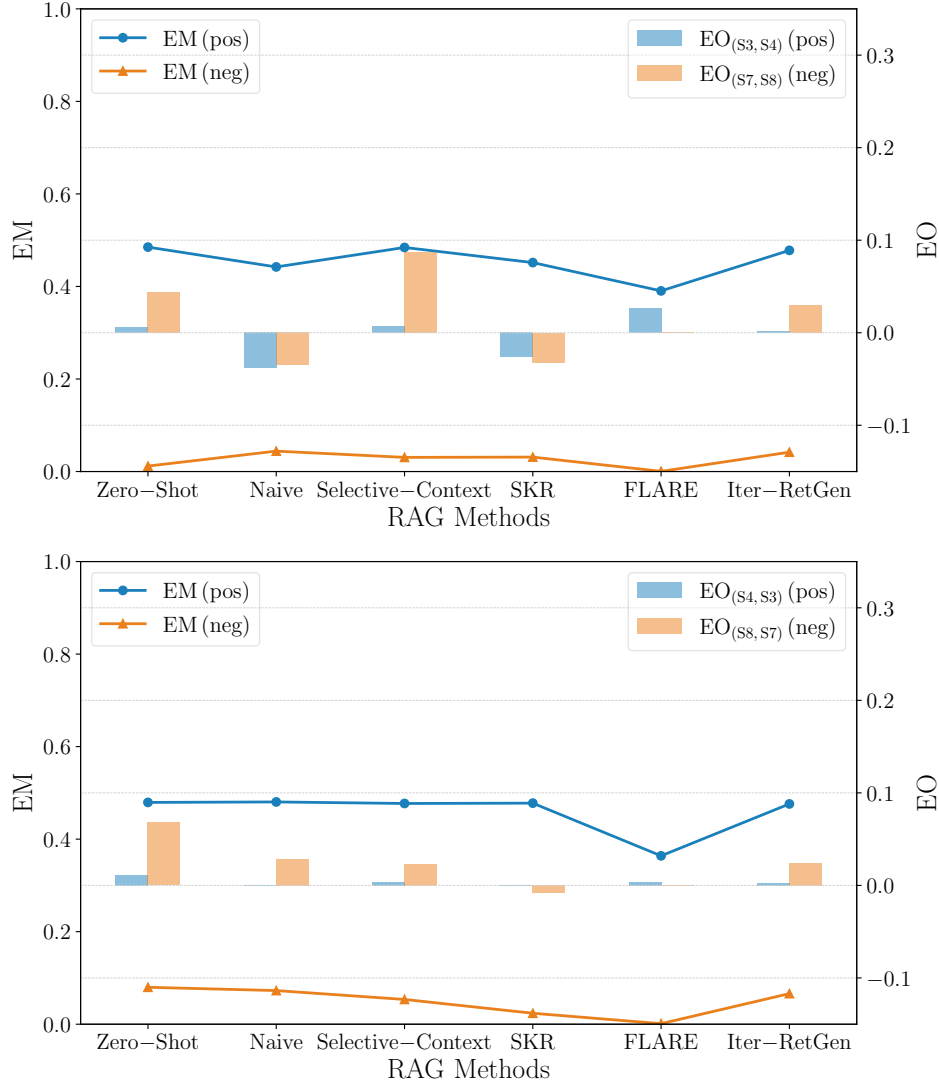 1.0
0.8
0.6
0.4
0.2
0.0
EM
EM (pos)
EM (neg)
EO(S3, S4) (pos)
EO(S7, S8) (neg)
0.3
0.2
0.1
0.0
−0.1
EO
Zero−Shot Naive Selective−Context SKR FLARE Iter−RetGen
RAG Methods
1.0
0.8
0.6
0.4
0.2
0.0
EM
EM (pos)
EM (neg)
EO(S4, S3) (pos)
EO(S8, S7) (neg)
0.3
0.2
0.1
0.0
−0.1
EO
Zero−Shot Naive Selective−Context SKR FLARE Iter−RetGen
RAG Methods